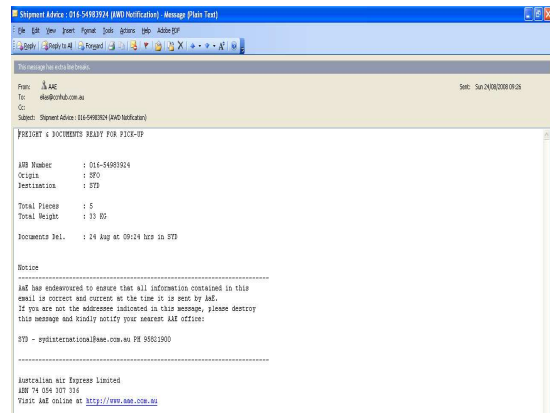 Shipment Advice : 016-54983924 (AWD Notification) - Message (Plain Text)
File Edit View Insert Format Tools Actions Help Adobe PDF
Reply Reply to All Forward
This message has extra line breaks.
From: AAE Sent: Sun 24/08/2008 09:26
To: elias@ccnhub.com.au
Cc:
Subject: Shipment Advice : 016-54983924 (AWD Notification)
FREIGHT & DOCUMENTS READY FOR PICK-UP
AWB Number : 016-54983924
Origin : SFO
Destination : SYD
Total Pieces : 5
Total Weight : 33 KG
Documents Del. : 24 Aug at 09:24 hrs in SYD
Notice
----------------------------------------------------------------------
AaE has endeavoured to ensure that all information contained in this
email is correct and current at the time it is sent by AaE.
If you are not the addressee indicated in this message, please destroy
this message and kindly notify your nearest AAE office:
SYD - sydinternational@aae.com.au PH 95821900
----------------------------------------------------------------------
Australian air Express Limited
ABN 74 054 307 336
Visit AaE online at http://www.aae.com.au